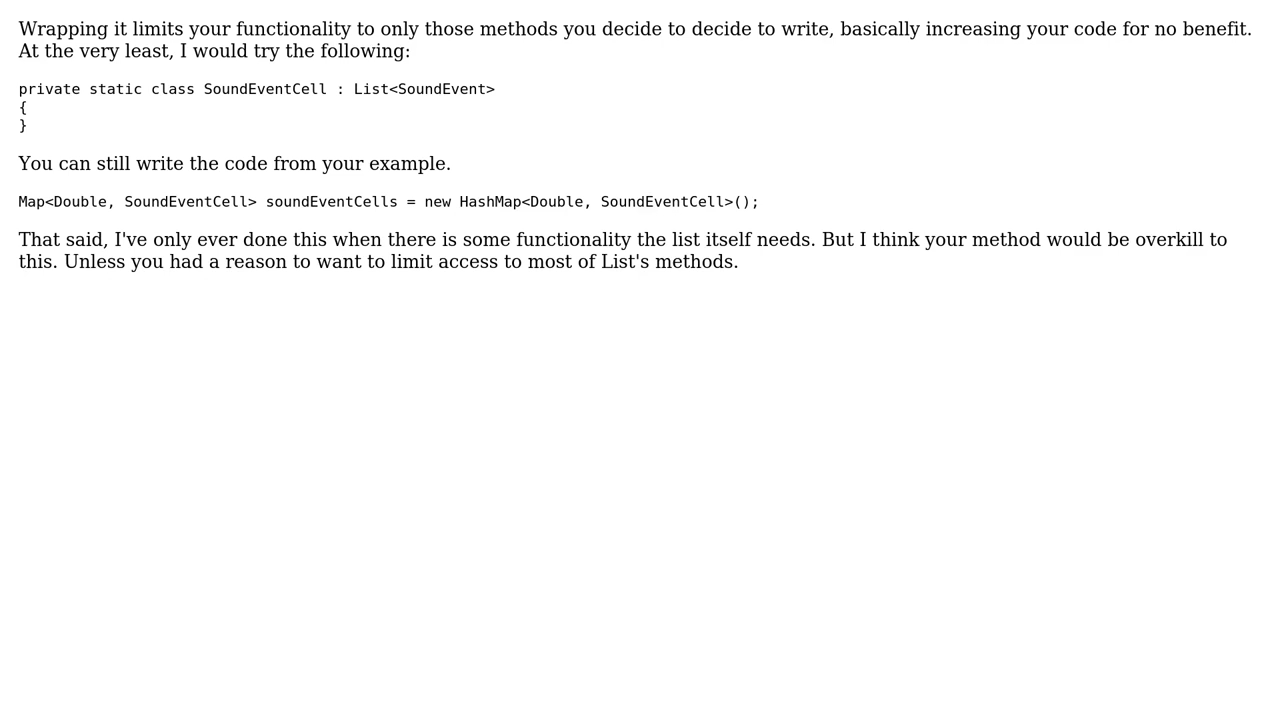 Wrapping it limits your functionality to only those methods you decide to decide to write, basically increasing your code for no benefit.
At the very least, I would try the following:
private static class SoundEventCell : List<SoundEvent>
{
}
You can still write the code from your example.
Map<Double, SoundEventCell> soundEventCells = new HashMap<Double, SoundEventCell>();
That said, I've only ever done this when there is some functionality the list itself needs. But I think your method would be overkill to
this. Unless you had a reason to want to limit access to most of List's methods.